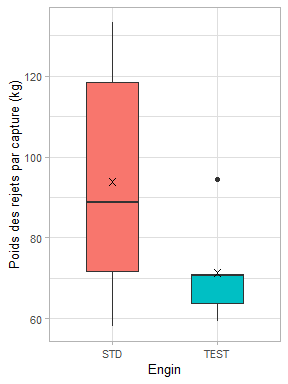 Poids des rejets par capture (kg)
120
100
80
60
STD
TEST
Engin